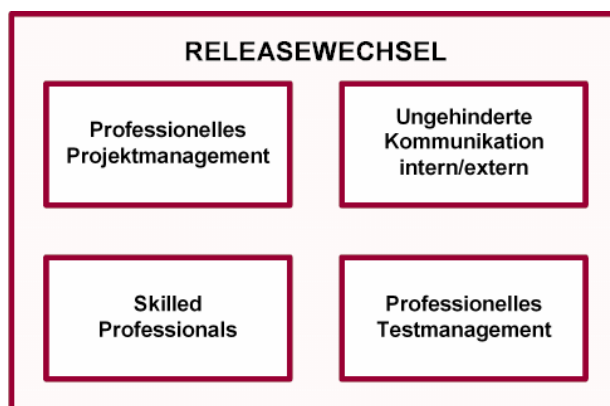 RELEASEWECHSEL
Professionelles
Projektmanagement
Ungehinderte
Kommunikation
intern/extern
Skilled
Professionals
Professionelles
Testmanagement